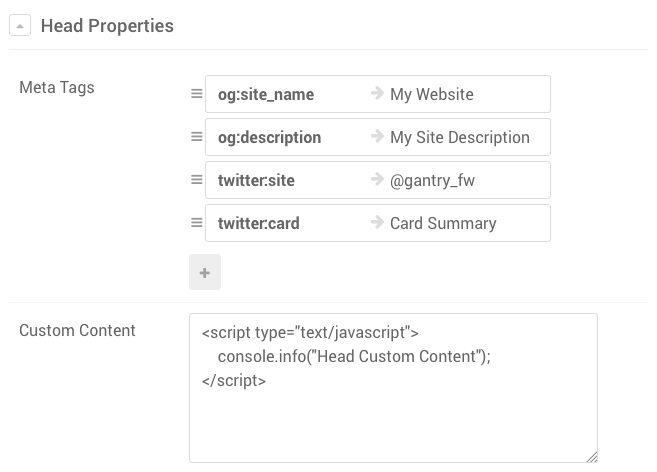 Head Properties
Meta Tags
og:site_name My Website
og:description My Site Description
twitter:site @gantry_fw
twitter:card Card Summary
+
Custom Content
<script type="text/javascript">
console.info("Head Custom Content");
</script>